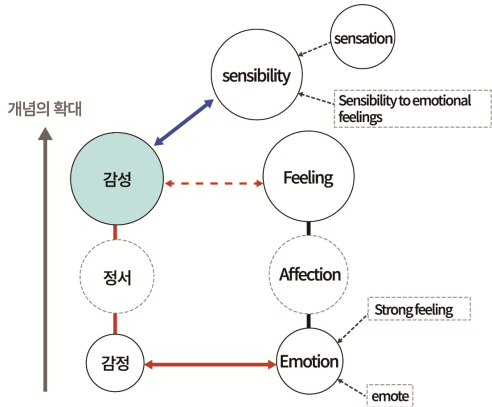 sensation
sensibility
Sensibility to emotional
feelings
개념의 확대
감성
Feeling
정서
Affection
Strong feeling
감정
Emotion
emote